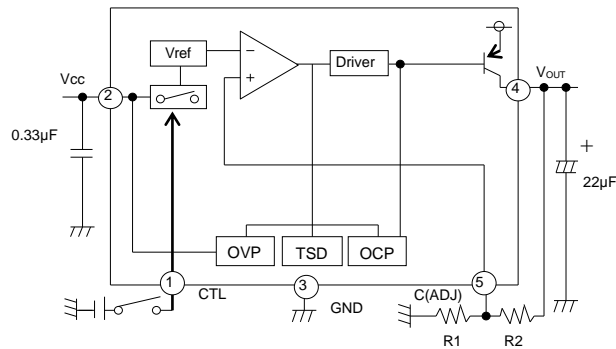 Vref
−
+
Driver
Vcc
2
VOUT
4
0.33µF
+
22µF
OVP
TSD
OCP
1
CTL
3
GND
5
C(ADJ)
R1
R2